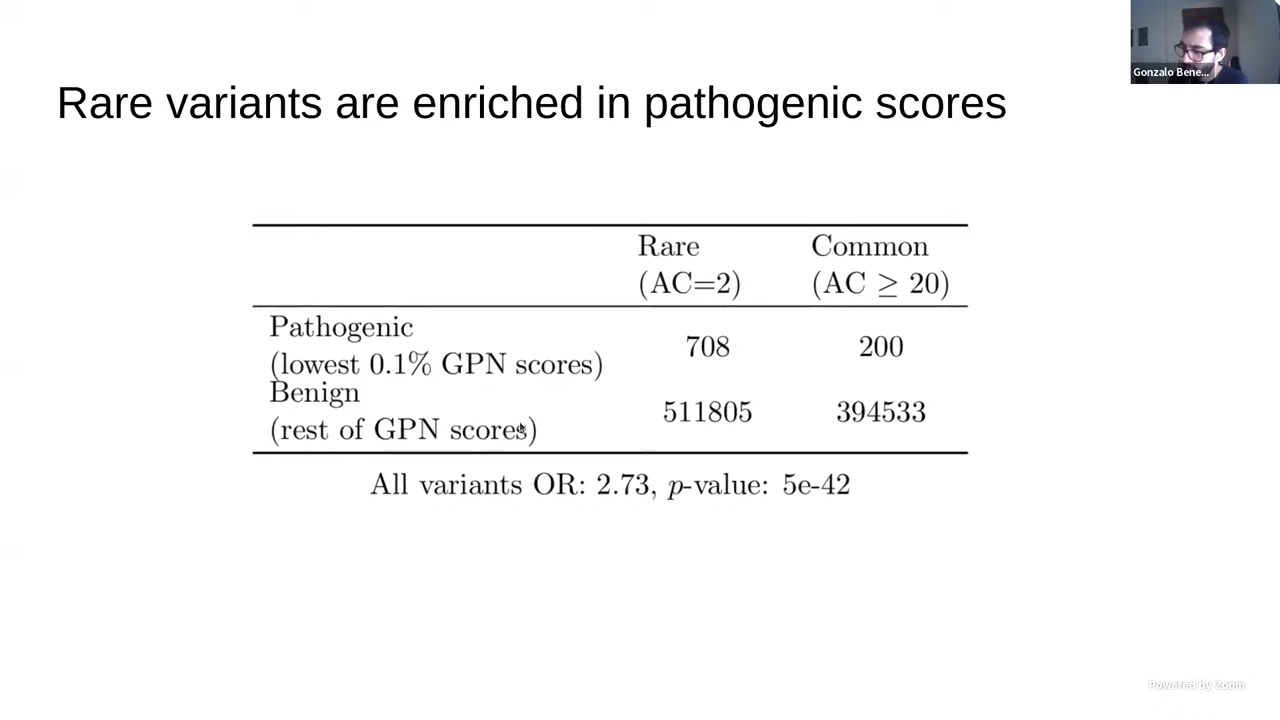 Gonzalo Bene...
Rare variants are enriched in pathogenic scores
Rare Common
(AC=2) (AC ≥ 20)
Pathogenic
(lowest 0.1% GPN scores) 708 200
Benign
(rest of GPN scores) 511805 394533
All variants OR: 2.73, p-value: 5e-42
Powered by Zoom